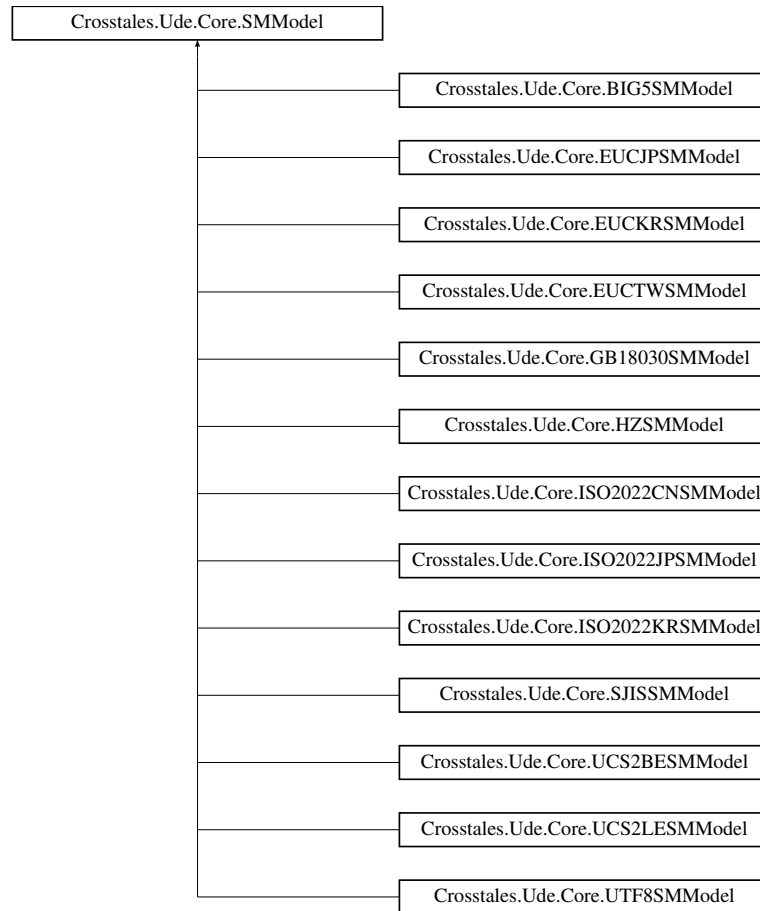 Crosstales.Ude.Core.SMModel
Crosstales.Ude.Core.BIG5SMModel
Crosstales.Ude.Core.EUCJPSMModel
Crosstales.Ude.Core.EUCKRSMModel
Crosstales.Ude.Core.EUCTWSMModel
Crosstales.Ude.Core.GB18030SMModel
Crosstales.Ude.Core.HZSMModel
Crosstales.Ude.Core.ISO2022CNSMModel
Crosstales.Ude.Core.ISO2022JPSMModel
Crosstales.Ude.Core.ISO2022KRSMModel
Crosstales.Ude.Core.SJISSMModel
Crosstales.Ude.Core.UCS2BESMModel
Crosstales.Ude.Core.UCS2LESMModel
Crosstales.Ude.Core.UTF8SMModel